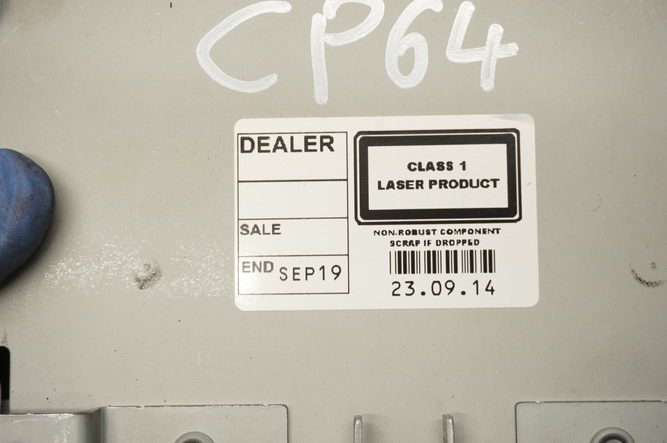 CP64
DEALER
SALE
END SEP19
CLASS 1
LASER PRODUCT
NON-ROBUST COMPONENT
SCRAP IF DROPPED
23.09.14